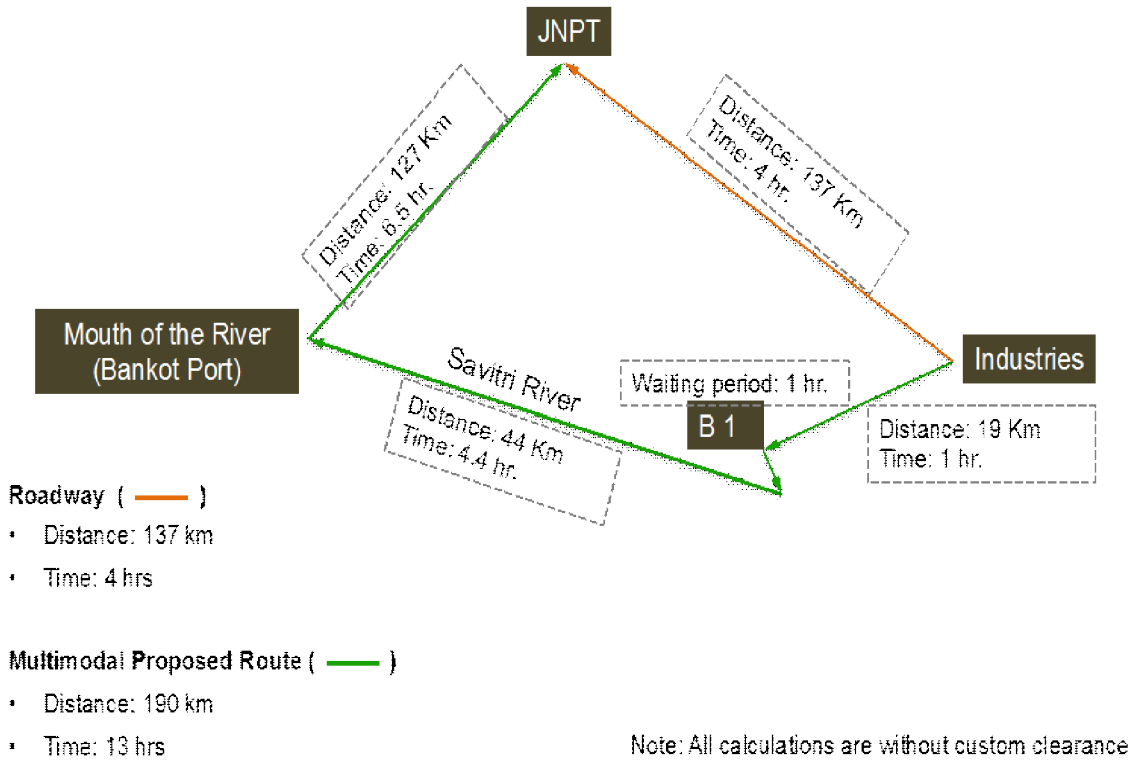 JNPT
Distance: 127 Km
Time: 6.5 hr.
Distance: 137 Km
Time: 4 hr.
Mouth of the River
(Bankot Port)
Savitri River
Distance: 44 Km
Time: 4.4 hr.
Waiting period: 1 hr.
B 1
Industries
Distance: 19 Km
Time: 1 hr.
Roadway ( )
• Distance: 137 km
• Time: 4 hrs
Multimodal Proposed Route ( )
• Distance: 190 km
• Time: 13 hrs
Note: All calculations are without custom clearance